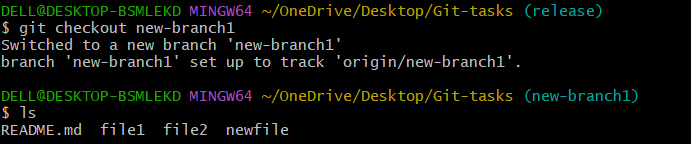 DELL@DESKTOP-BSMLEKD MINGW64 ~/OneDrive/Desktop/Git-tasks (release)
$ git checkout new-branch1
Switched to a new branch 'new-branch1'
branch 'new-branch1' set up to track 'origin/new-branch1'.
DELL@DESKTOP-BSMLEKD MINGW64 ~/OneDrive/Desktop/Git-tasks (new-branch1)
$ ls
README.md  file1  file2  newfile